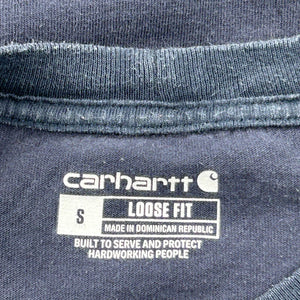 carhartt
S LOOSE FIT
MADE IN DOMINICAN REPUBLIC
BUILT TO SERVE AND PROTECT
HARDWORKING PEOPLE